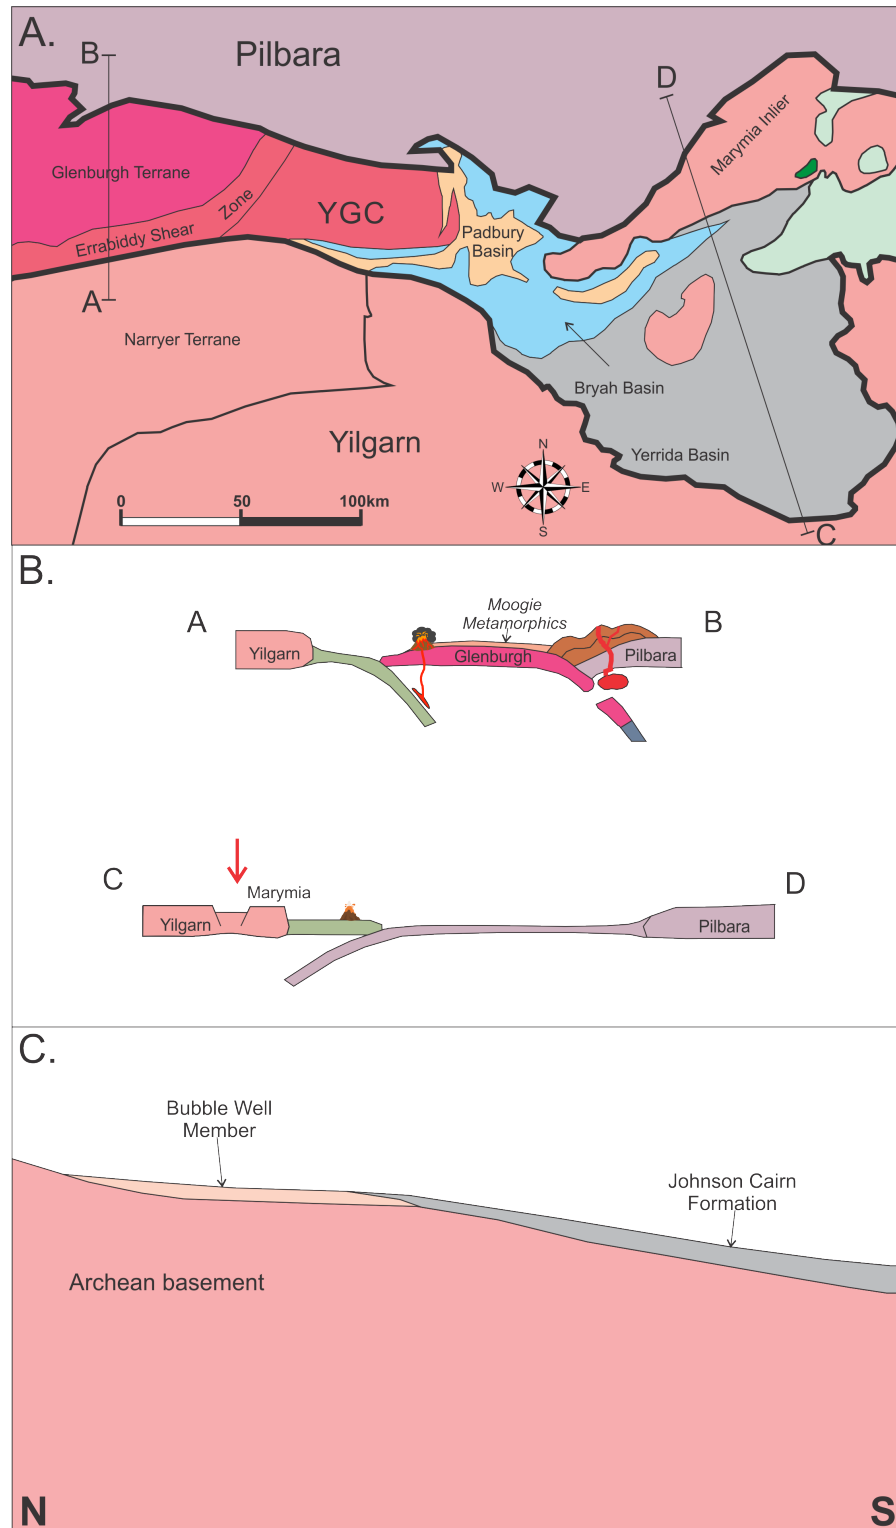 A.
B
Pilbara
D
Marymia Inlier
Glenburgh Terrane
Zone
YGC
Errabiddy Shear
Padbury
Basin
A
Narryer Terrane
Bryah Basin
Yilgarn
Yerrida Basin
N
W
E
S
0
50
100km
C
B.
A
Moogie
Metamorphics
B
Yilgarn
Glenburgh
Pilbara
C
Marymia
D
Yilgarn
Pilbara
C.
Bubble Well
Member
Johnson Cairn
Formation
Archean basement
N
S